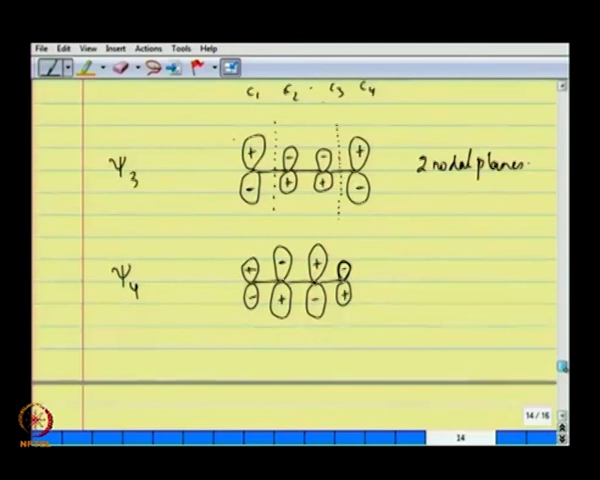 File Edit View Insert Actions Tools Help
c₁ c₂ c₃ c₄
+ - - +
Ψ₃ 2 nodal planes.
- + + -
+ - + -
Ψ₄
- + - +
14 / 16
14
NPTEL